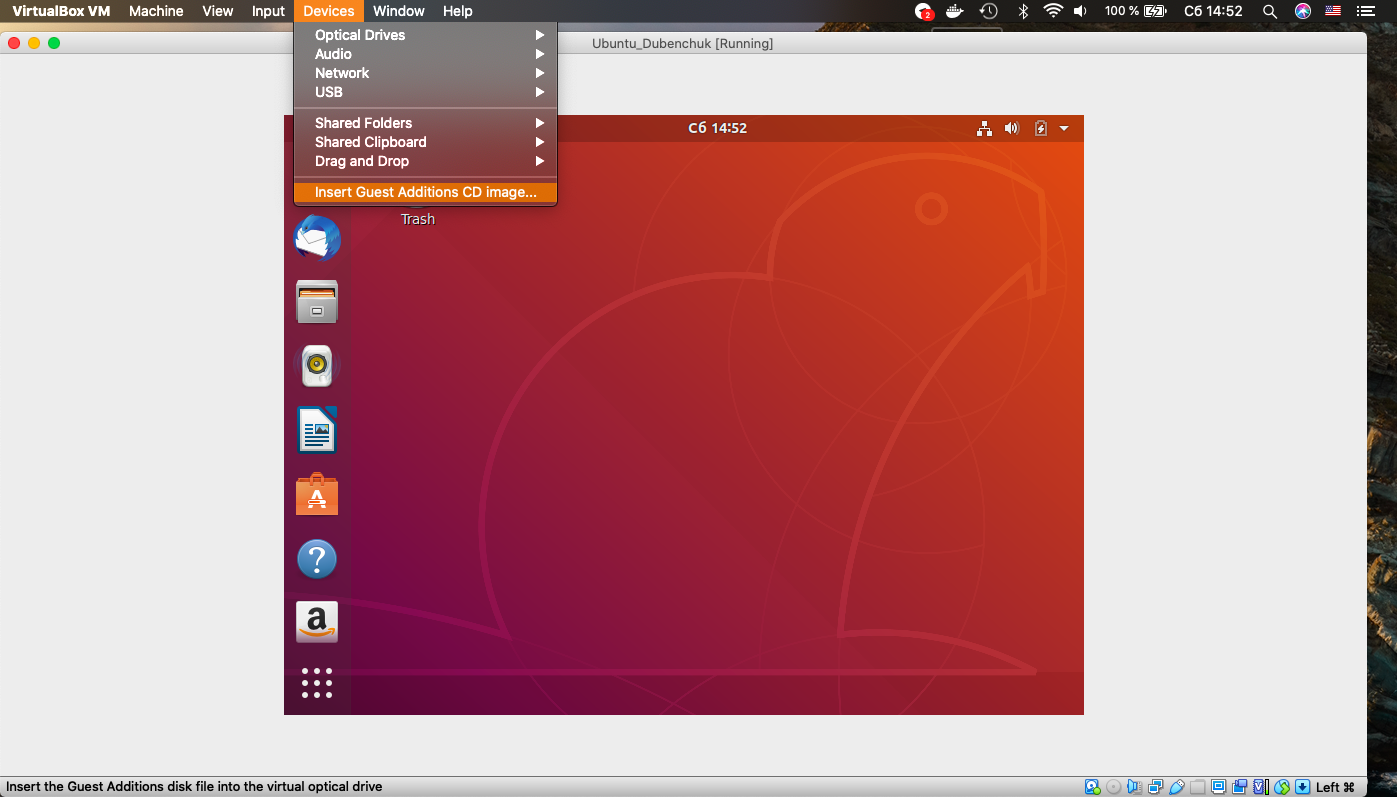 VirtualBox VM Machine View Input Devices Window Help 2 100 % Сб 14:52
Ubuntu_Dubenchuk [Running]
Optical Drives
Audio
Network
USB
Shared Folders
Shared Clipboard
Drag and Drop
Insert Guest Additions CD image...
Сб 14:52
Trash
Insert the Guest Additions disk file into the virtual optical drive
Left ⌘